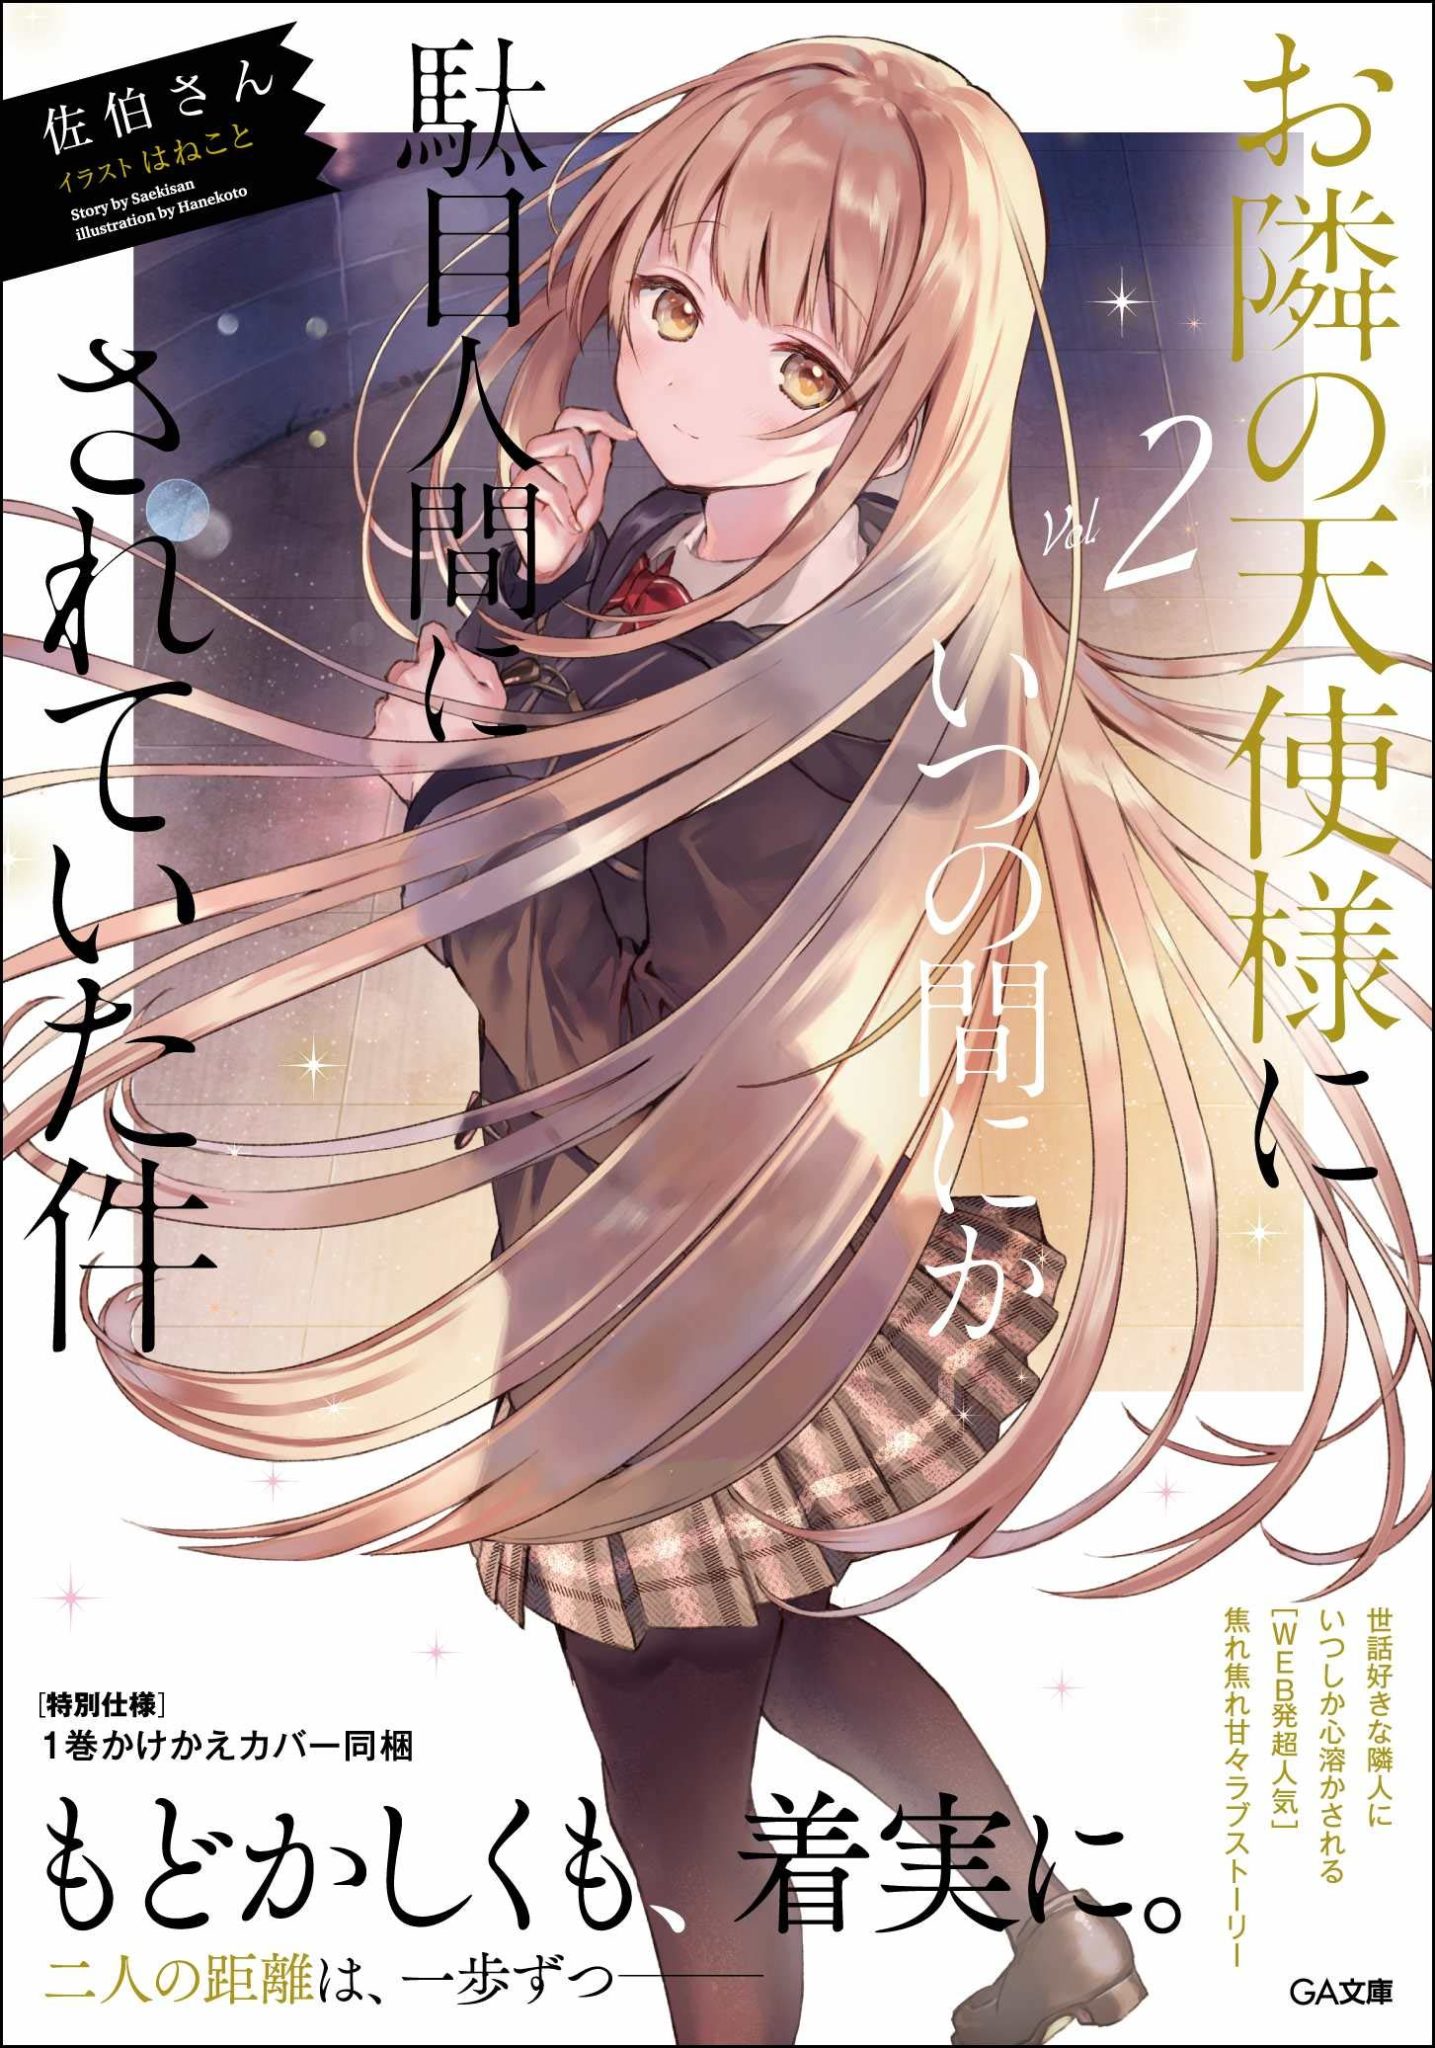 お隣の天使様に
いつの間にか
駄目人間に
されていた件
Vol. 2
佐伯さん
イラスト はねこと
Story by Saekisan
illustration by Hanekoto
世話好きな隣人に
いつしか心溶かされる
[WEB発超人気]
焦れ焦れ甘々ラブストーリー
[特別仕様]
1巻かけかえカバー同梱
もどかしくも、着実に。
二人の距離は、一歩ずつ――
GA文庫